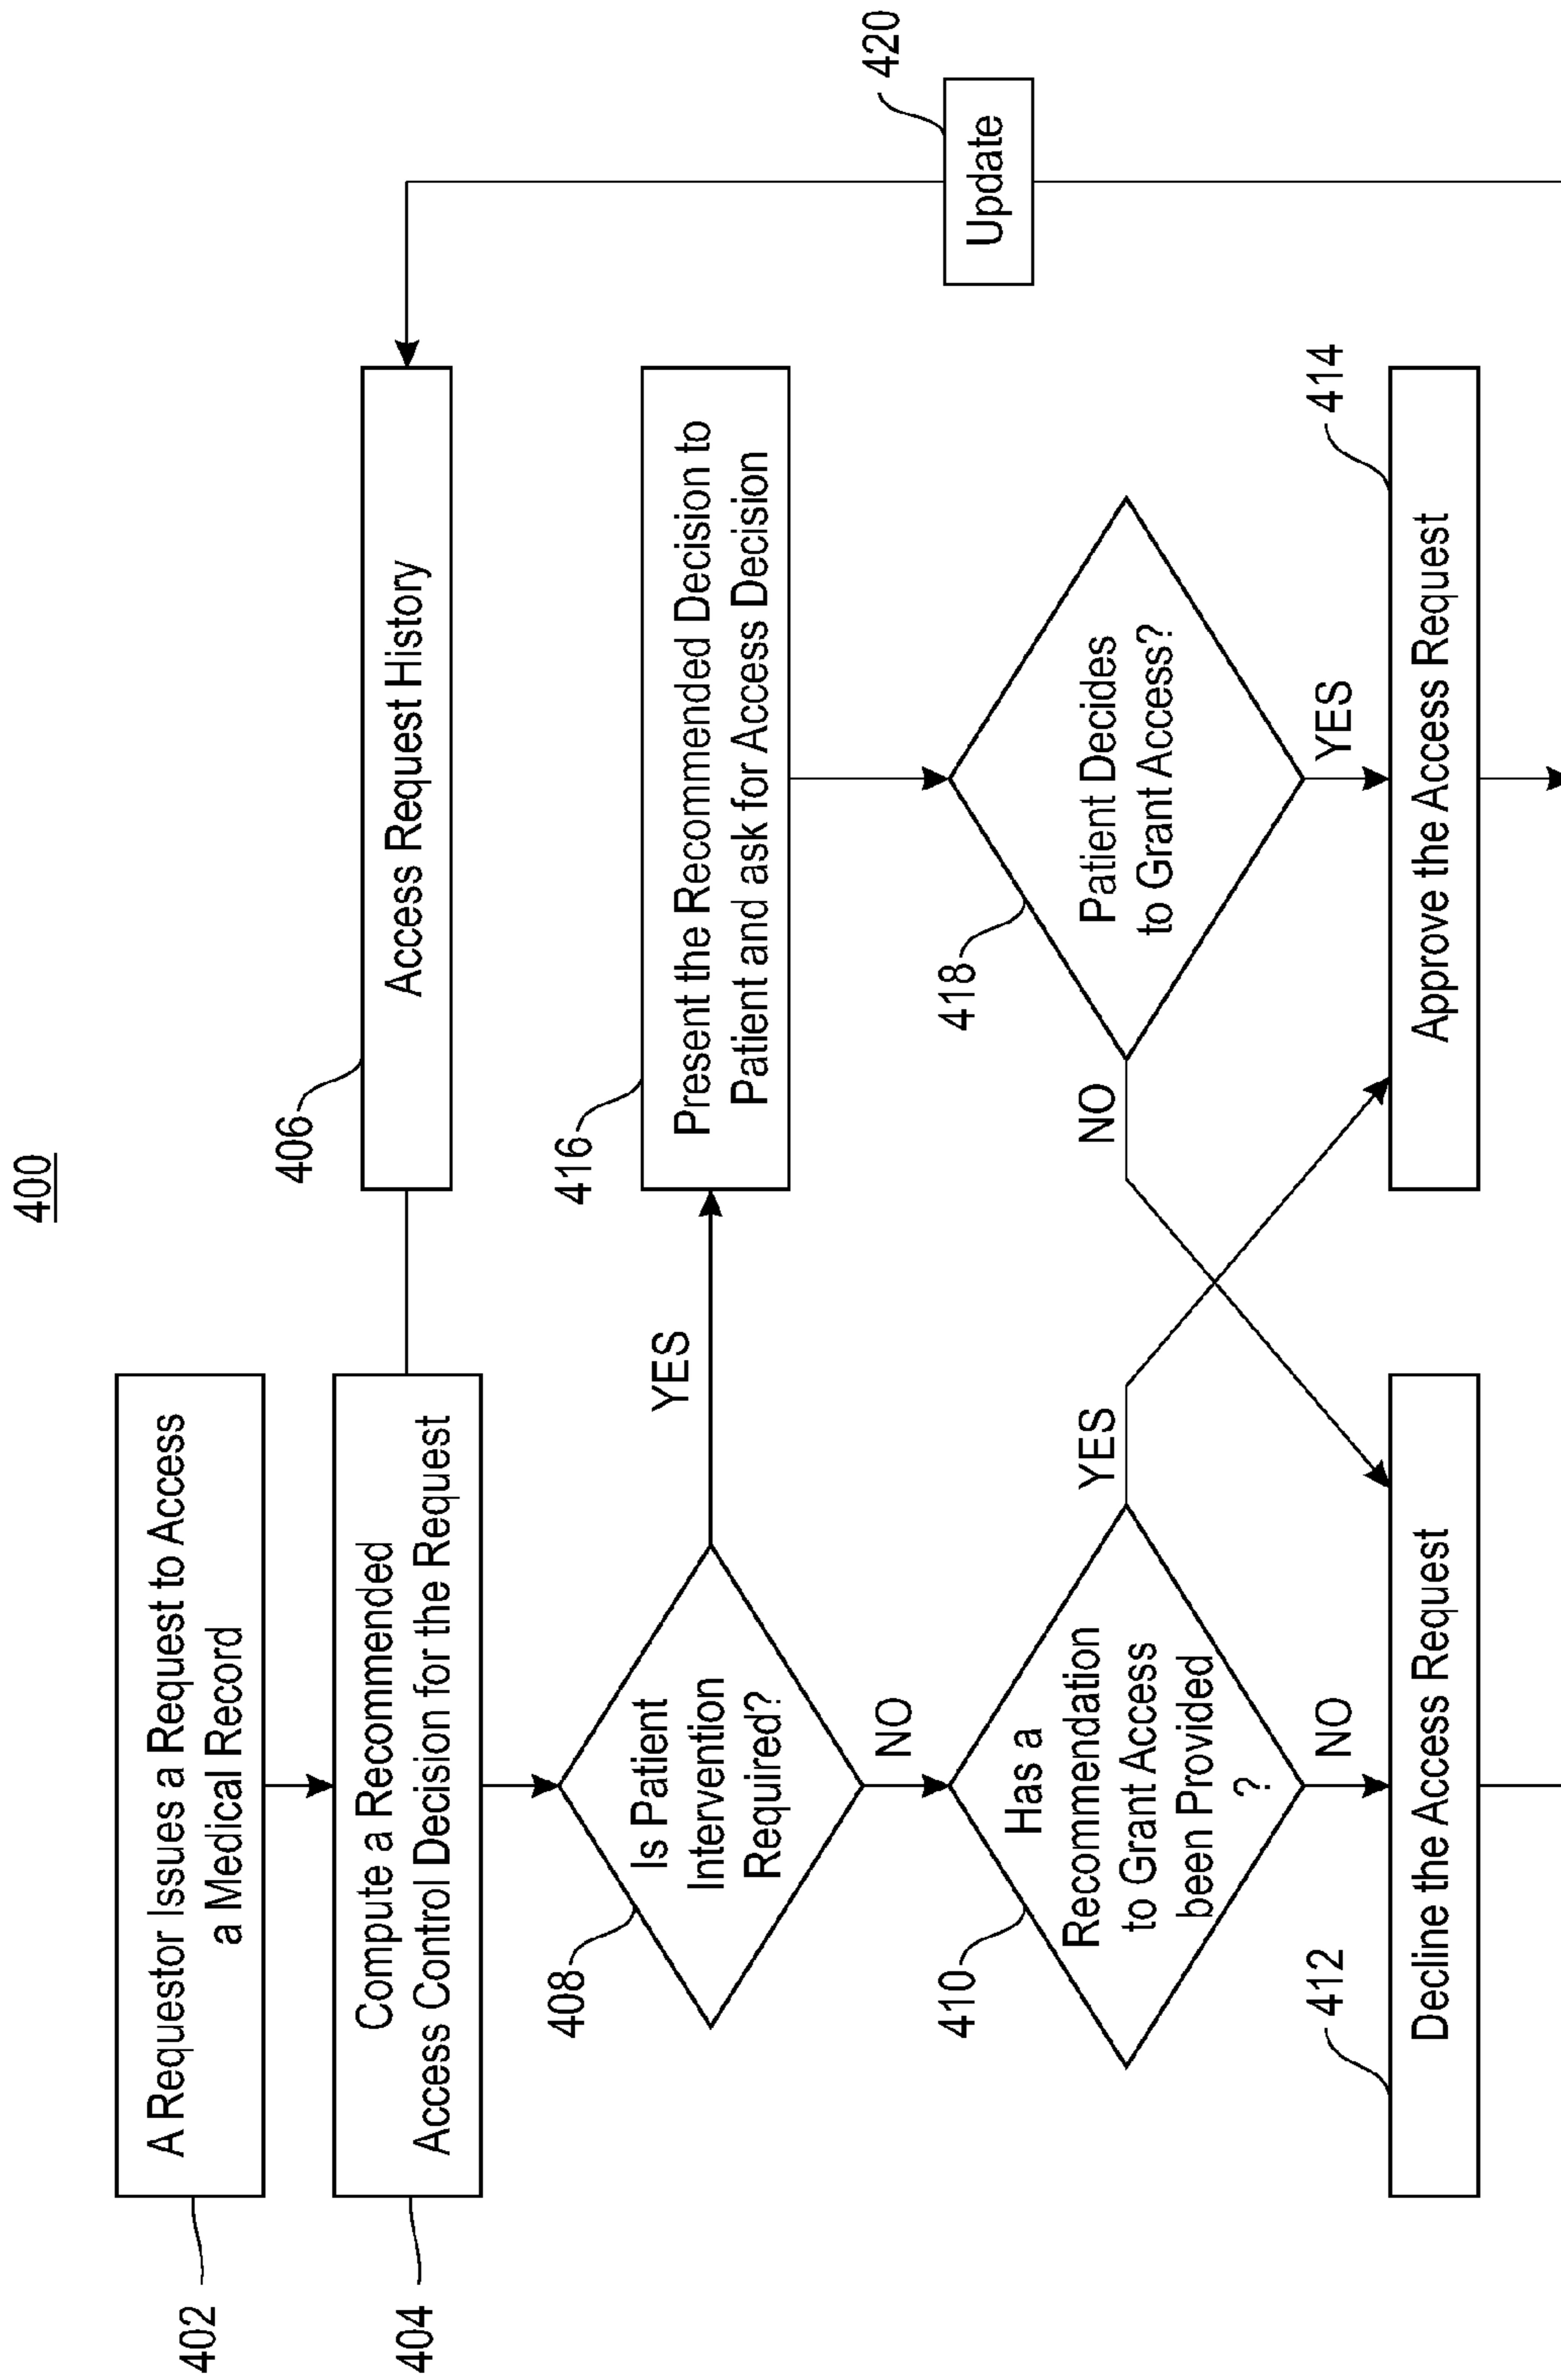 400
402
A Requestor Issues a Request to Access
a Medical Record
404
Compute a Recommended
Access Control Decision for the Request
406
Access Request History
408
Is Patient
Intervention
Required?
YES
NO
416
Present the Recommended Decision to
Patient and ask for Access Decision
410
Has a
Recommendation
to Grant Access
been Provided
?
YES
NO
418
Patient Decides
to Grant Access?
NO
YES
412
Decline the Access Request
414
Approve the Access Request
420
Update